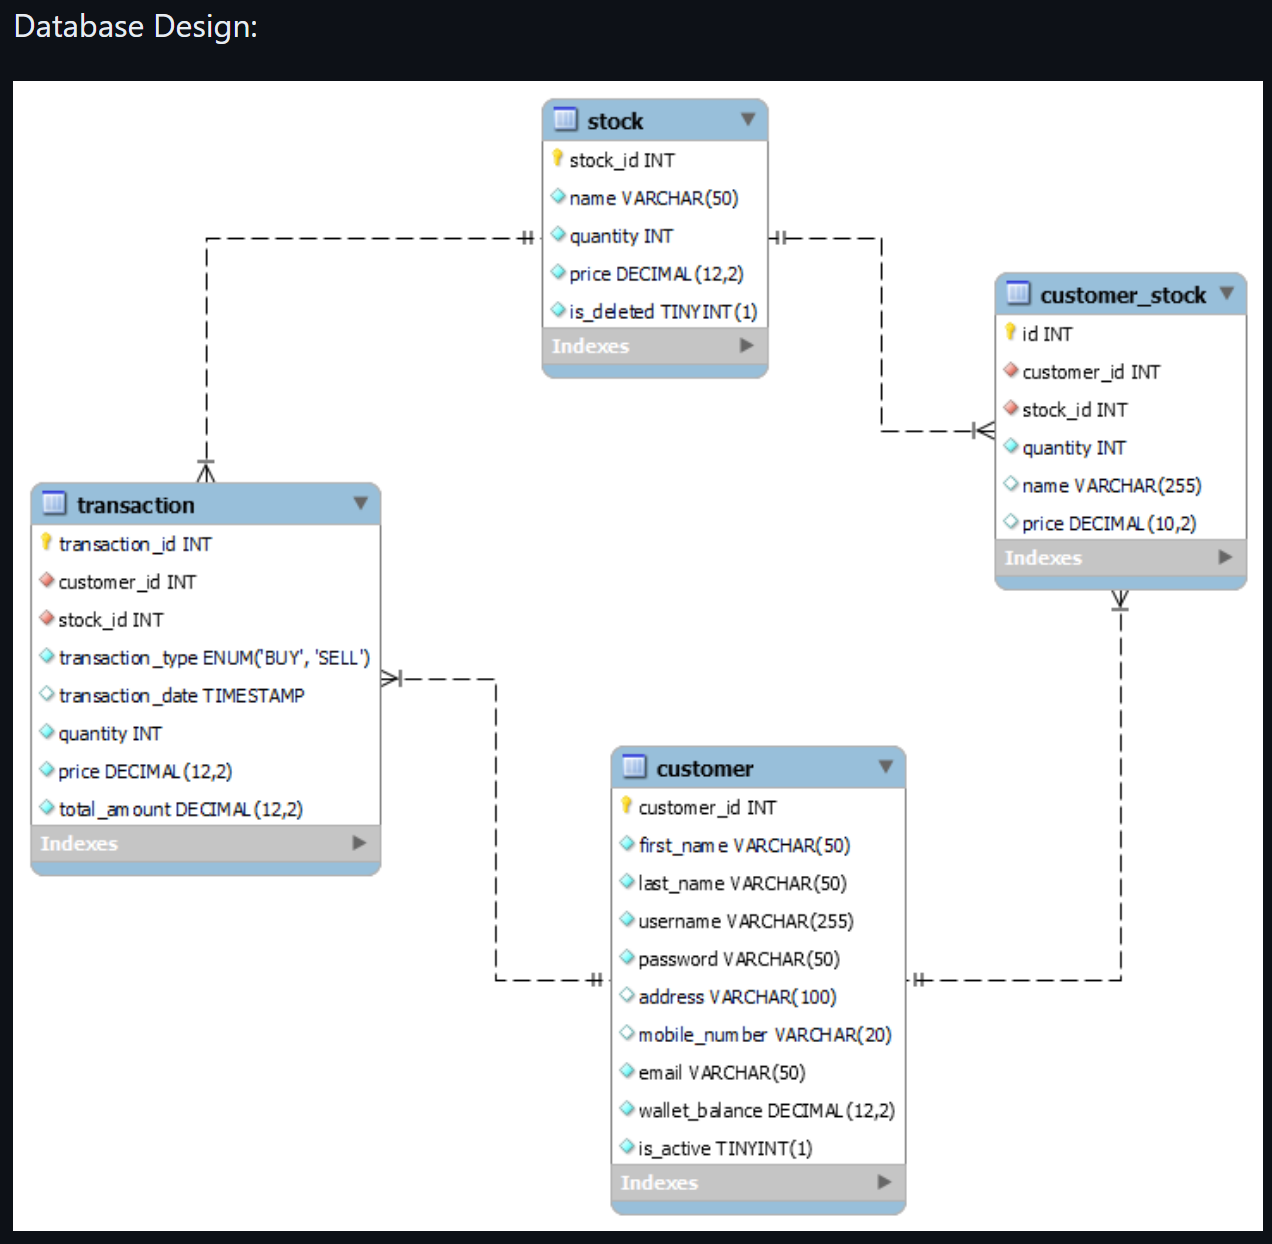 Database Design:
stock
stock_id INT
name VARCHAR(50)
quantity INT
price DECIMAL(12,2)
is_deleted TINYINT(1)
Indexes
customer_stock
id INT
customer_id INT
stock_id INT
quantity INT
name VARCHAR(255)
price DECIMAL(10,2)
Indexes
transaction
transaction_id INT
customer_id INT
stock_id INT
transaction_type ENUM('BUY', 'SELL')
transaction_date TIMESTAMP
quantity INT
price DECIMAL(12,2)
total_amount DECIMAL(12,2)
Indexes
customer
customer_id INT
first_name VARCHAR(50)
last_name VARCHAR(50)
username VARCHAR(255)
password VARCHAR(50)
address VARCHAR(100)
mobile_number VARCHAR(20)
email VARCHAR(50)
wallet_balance DECIMAL(12,2)
is_active TINYINT(1)
Indexes